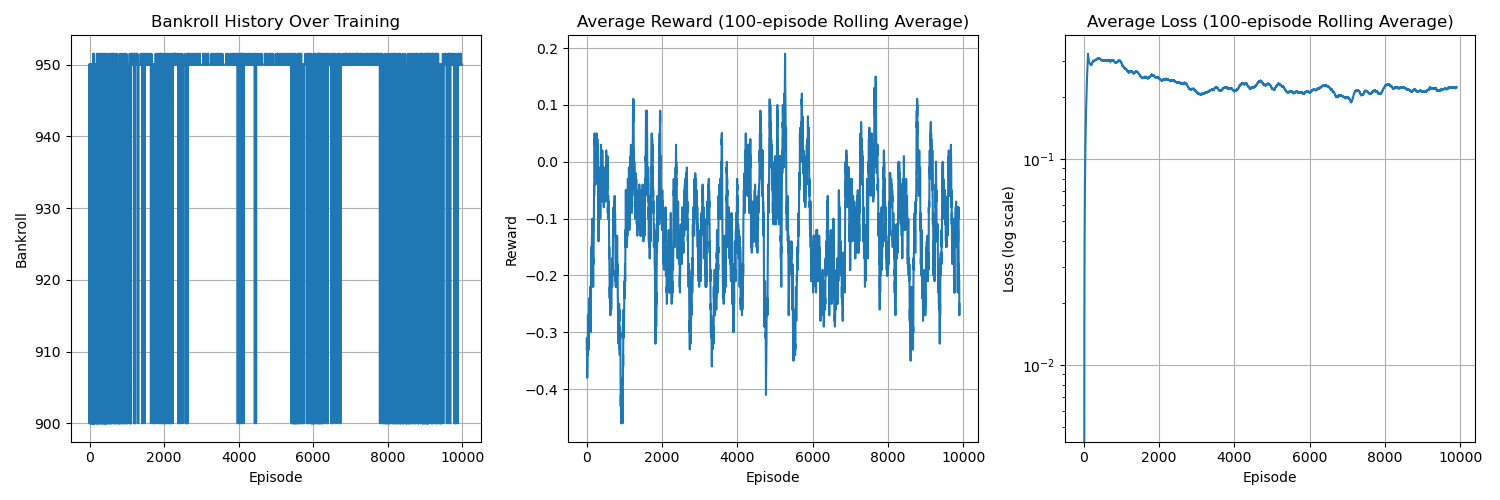 Bankroll History Over Training
Bankroll
950
940
930
920
910
900
0 2000 4000 6000 8000 10000
Episode
Average Reward (100-episode Rolling Average)
Reward
0.2
0.1
0.0
−0.1
−0.2
−0.3
−0.4
0 2000 4000 6000 8000 10000
Episode
Average Loss (100-episode Rolling Average)
Loss (log scale)
10⁻¹
10⁻²
0 2000 4000 6000 8000 10000
Episode